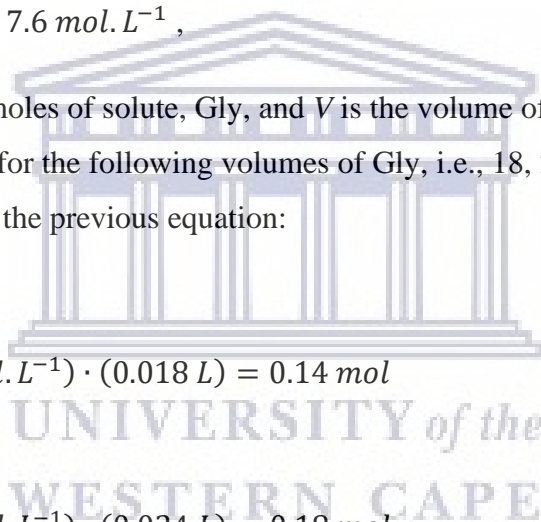 7.6 mol. L⁻¹ ,
moles of solute, Gly, and V is the volume of
for the following volumes of Gly, i.e., 18,
the previous equation:
l. L⁻¹) · (0.018 L) = 0.14 mol
UNIVERSITY of the
l. L⁻¹) · (0.024 L) = 0.18 mol
WESTERN CAPE